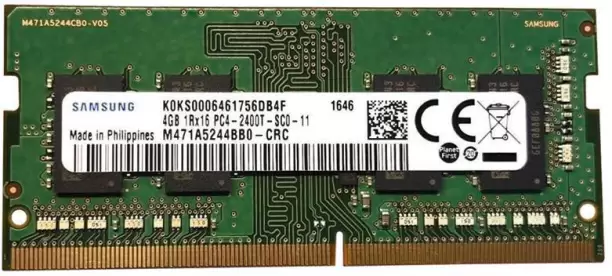 M471A5244CB0-V05
SAMSUNG
SAMSUNG
K0KS0006461756DB4F
1646
4GB 1Rx16 PC4-2400T-SC0-11
Made in Philippines
M471A5244BB0-CRC
Planet
First